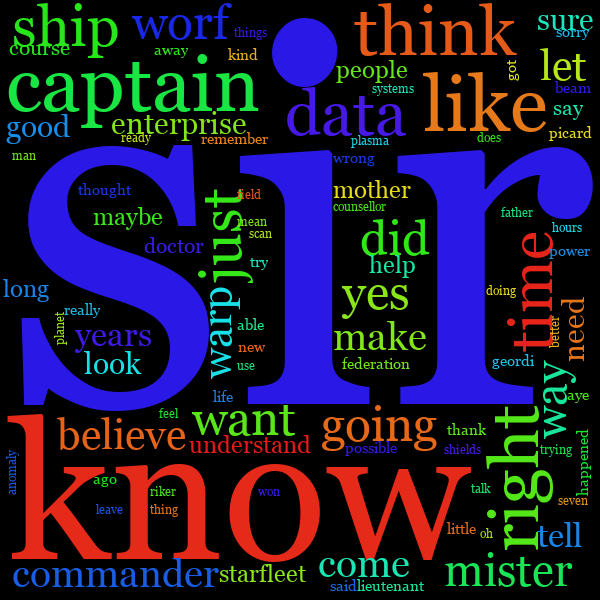 ship
worf
things
think
sure
sorry
course
away
kind
people
got
let
captain
systems
like
beam
data
say
good
enterprise
ready
remember
plasma
does
picard
man
wrong
Sir
thought
field
just
mother
maybe
mean
scan
counsellor
father
did
hours
doctor
try
help
time
power
long
warp
yes
doing
need
really
planet
years
able
make
better
look
new
use
federation
geordi
way
life
aye
feel
want
going
right
believe
understand
thank
know
possible
shields
trying
happened
anomaly
ago
riker
won
talk
seven
leave
thing
little
oh
tell
commander
starfleet
come
said
lieutenant
mister